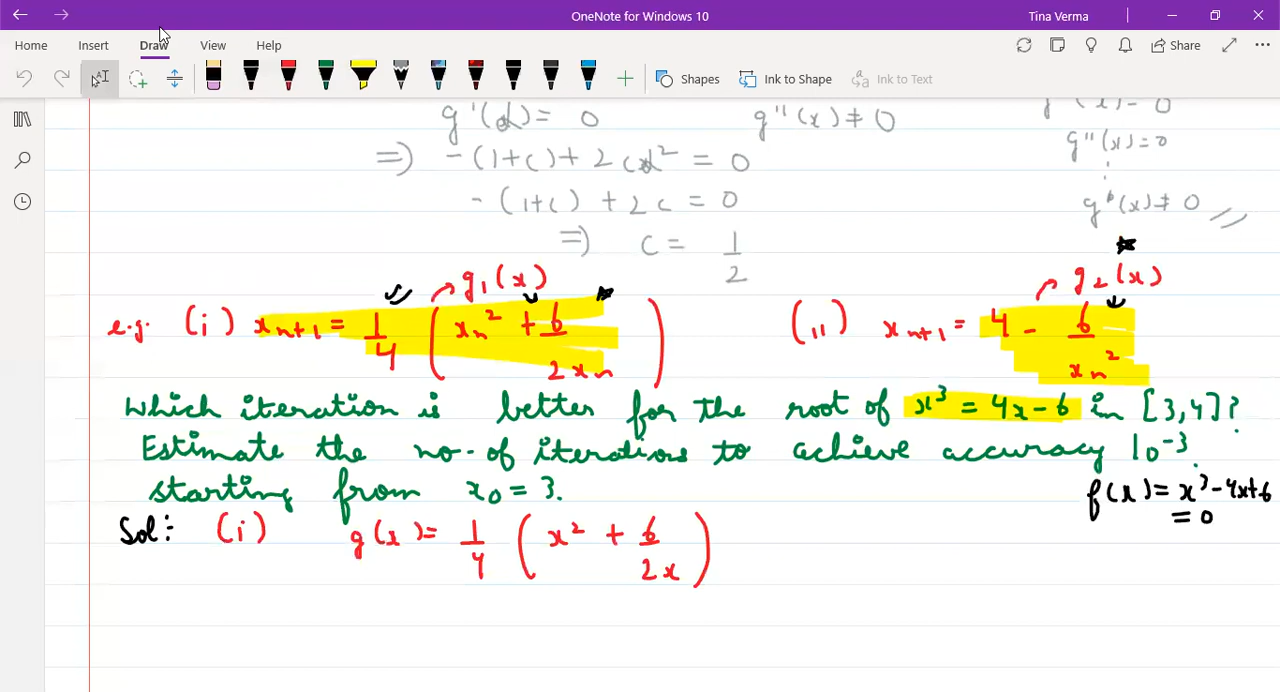 OneNote for Windows 10
Tina Verma
Home Insert Draw View Help
Share
Shapes Ink to Shape Ink to Text
g'(α) = 0 g''(x) ≠ 0
g''(x) = 0
⇒ -(1+c) + 2cα² = 0
-(1+c) + 2c = 0
g^p(x) ≠ 0
⇒ c = 1/2
→ g₁(x) → g₂(x)
e.g. (i) xₙ₊₁ = 1/4 (xₙ² + 6/2xₙ) (ii) xₙ₊₁ = 4 - 6/xₙ²
Which iteration is better for the root of x³ = 4x-6 in [3,4]?
Estimate the no. of iterations to achieve accuracy 10⁻³.
starting from x₀ = 3.
f(x) = x³-4x+6
= 0
Sol: (i) g(x) = 1/4 (x² + 6/2x)